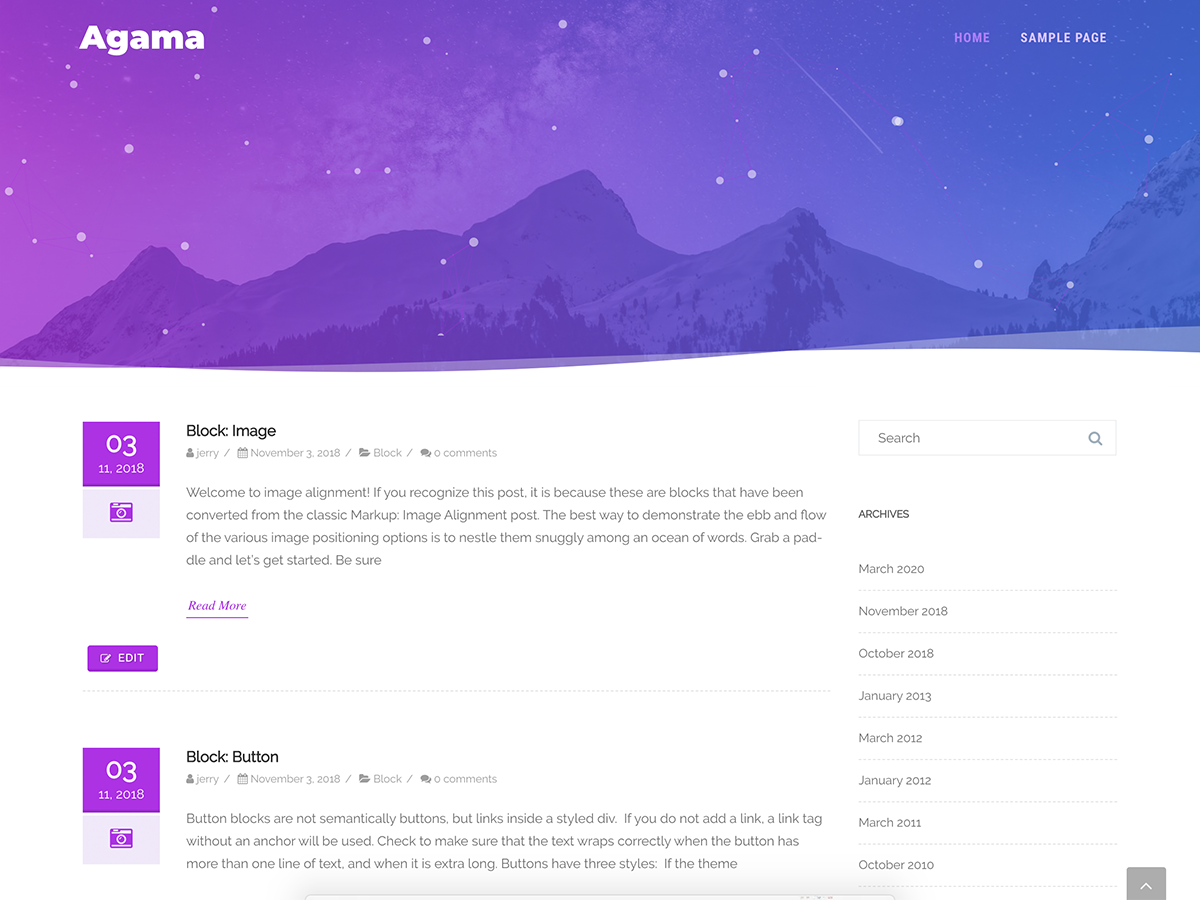 Agama
HOME
SAMPLE PAGE
03
11, 2018
Block: Image
jerry / November 3, 2018 / Block / 0 comments
Welcome to image alignment! If you recognize this post, it is because these are blocks that have been
converted from the classic Markup: Image Alignment post. The best way to demonstrate the ebb and flow
of the various image positioning options is to nestle them snuggly among an ocean of words. Grab a pad-
dle and let's get started. Be sure
Read More
EDIT
03
11, 2018
Block: Button
jerry / November 3, 2018 / Block / 0 comments
Button blocks are not semantically buttons, but links inside a styled div.  If you do not add a link, a link tag
without an anchor will be used. Check to make sure that the text wraps correctly when the button has
more than one line of text, and when it is extra long. Buttons have three styles:  If the theme
Search
ARCHIVES
March 2020
November 2018
October 2018
January 2013
March 2012
January 2012
March 2011
October 2010